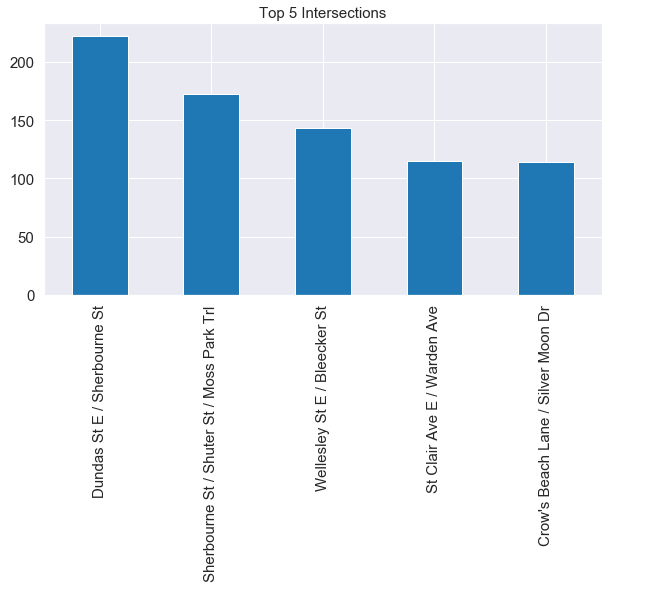 Top 5 Intersections
200
150
100
50
0
Dundas St E / Sherbourne St
Sherbourne St / Shuter St / Moss Park Trl
Wellesley St E / Bleecker St
St Clair Ave E / Warden Ave
Crow's Beach Lane / Silver Moon Dr